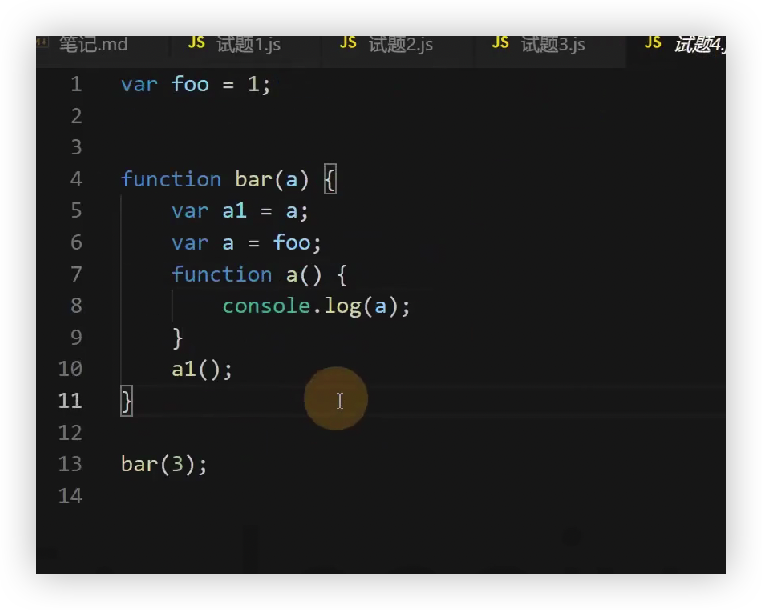 笔记.md JS 试题1.js JS 试题2.js JS 试题3.js JS 试题4.j
1 var foo = 1;
2
3
4 function bar(a) {
5 var a1 = a;
6 var a = foo;
7 function a() {
8 console.log(a);
9 }
10 a1();
11 }
12
13 bar(3);
14